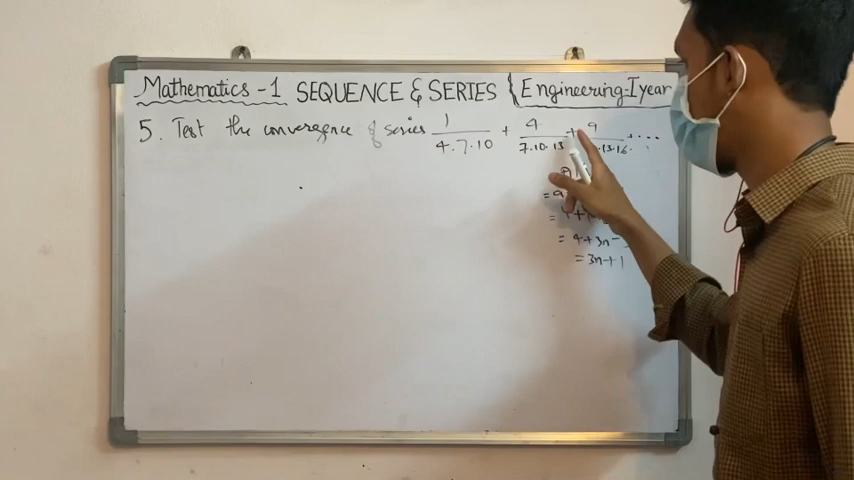 Mathematics - 1 SEQUENCE & SERIES { Engineering-I year
5. Test the convergence of series 1/4.7.10 + 4/7.10.13 + 9/.13.16 + ...
= 4 + 3n -
= 3n + 1